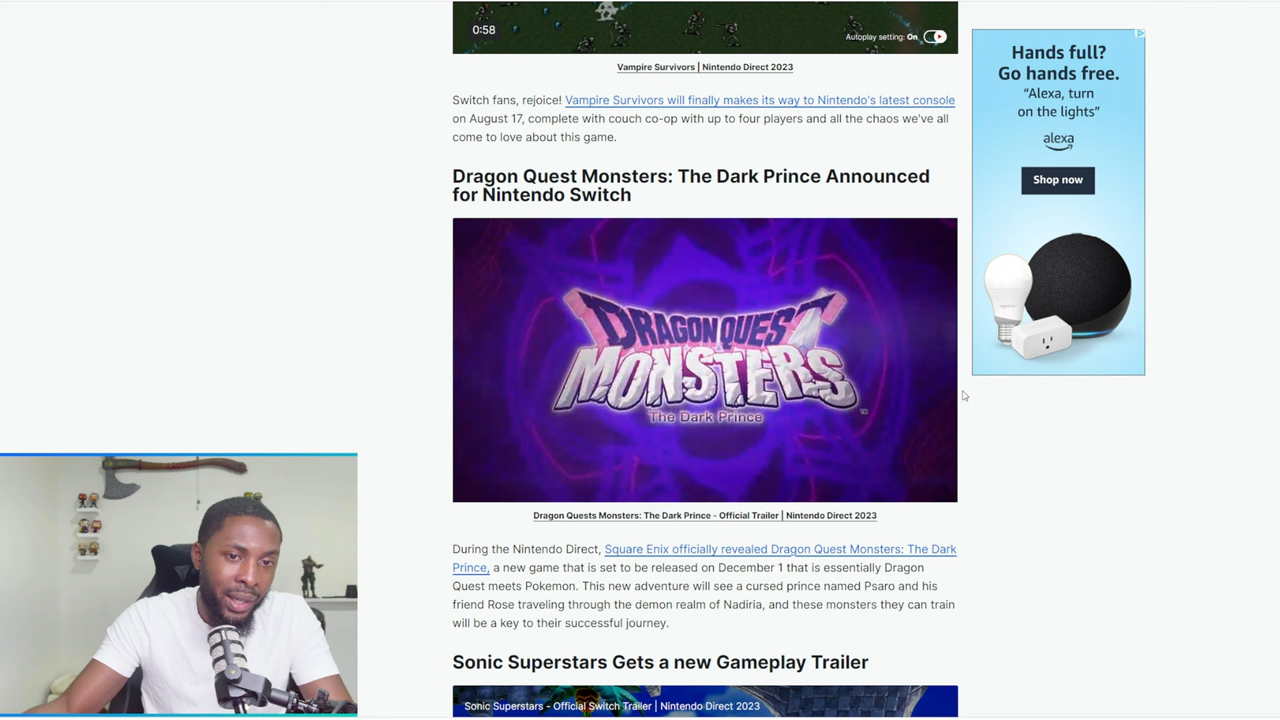 0:58
Autoplay setting: On
Vampire Survivors | Nintendo Direct 2023
Switch fans, rejoice! Vampire Survivors will finally makes its way to Nintendo's latest console
on August 17, complete with couch co-op with up to four players and all the chaos we've all
come to love about this game.
Dragon Quest Monsters: The Dark Prince Announced
for Nintendo Switch
DRAGON QUEST
MONSTERS
The Dark Prince
TM
Dragon Quests Monsters: The Dark Prince - Official Trailer | Nintendo Direct 2023
During the Nintendo Direct, Square Enix officially revealed Dragon Quest Monsters: The Dark
Prince, a new game that is set to be released on December 1 that is essentially Dragon
Quest meets Pokemon. This new adventure will see a cursed prince named Psaro and his
friend Rose traveling through the demon realm of Nadiria, and these monsters they can train
will be a key to their successful journey.
Sonic Superstars Gets a new Gameplay Trailer
Sonic Superstars - Official Switch Trailer | Nintendo Direct 2023
Hands full?
Go hands free.
“Alexa, turn
on the lights”
alexa
Shop now